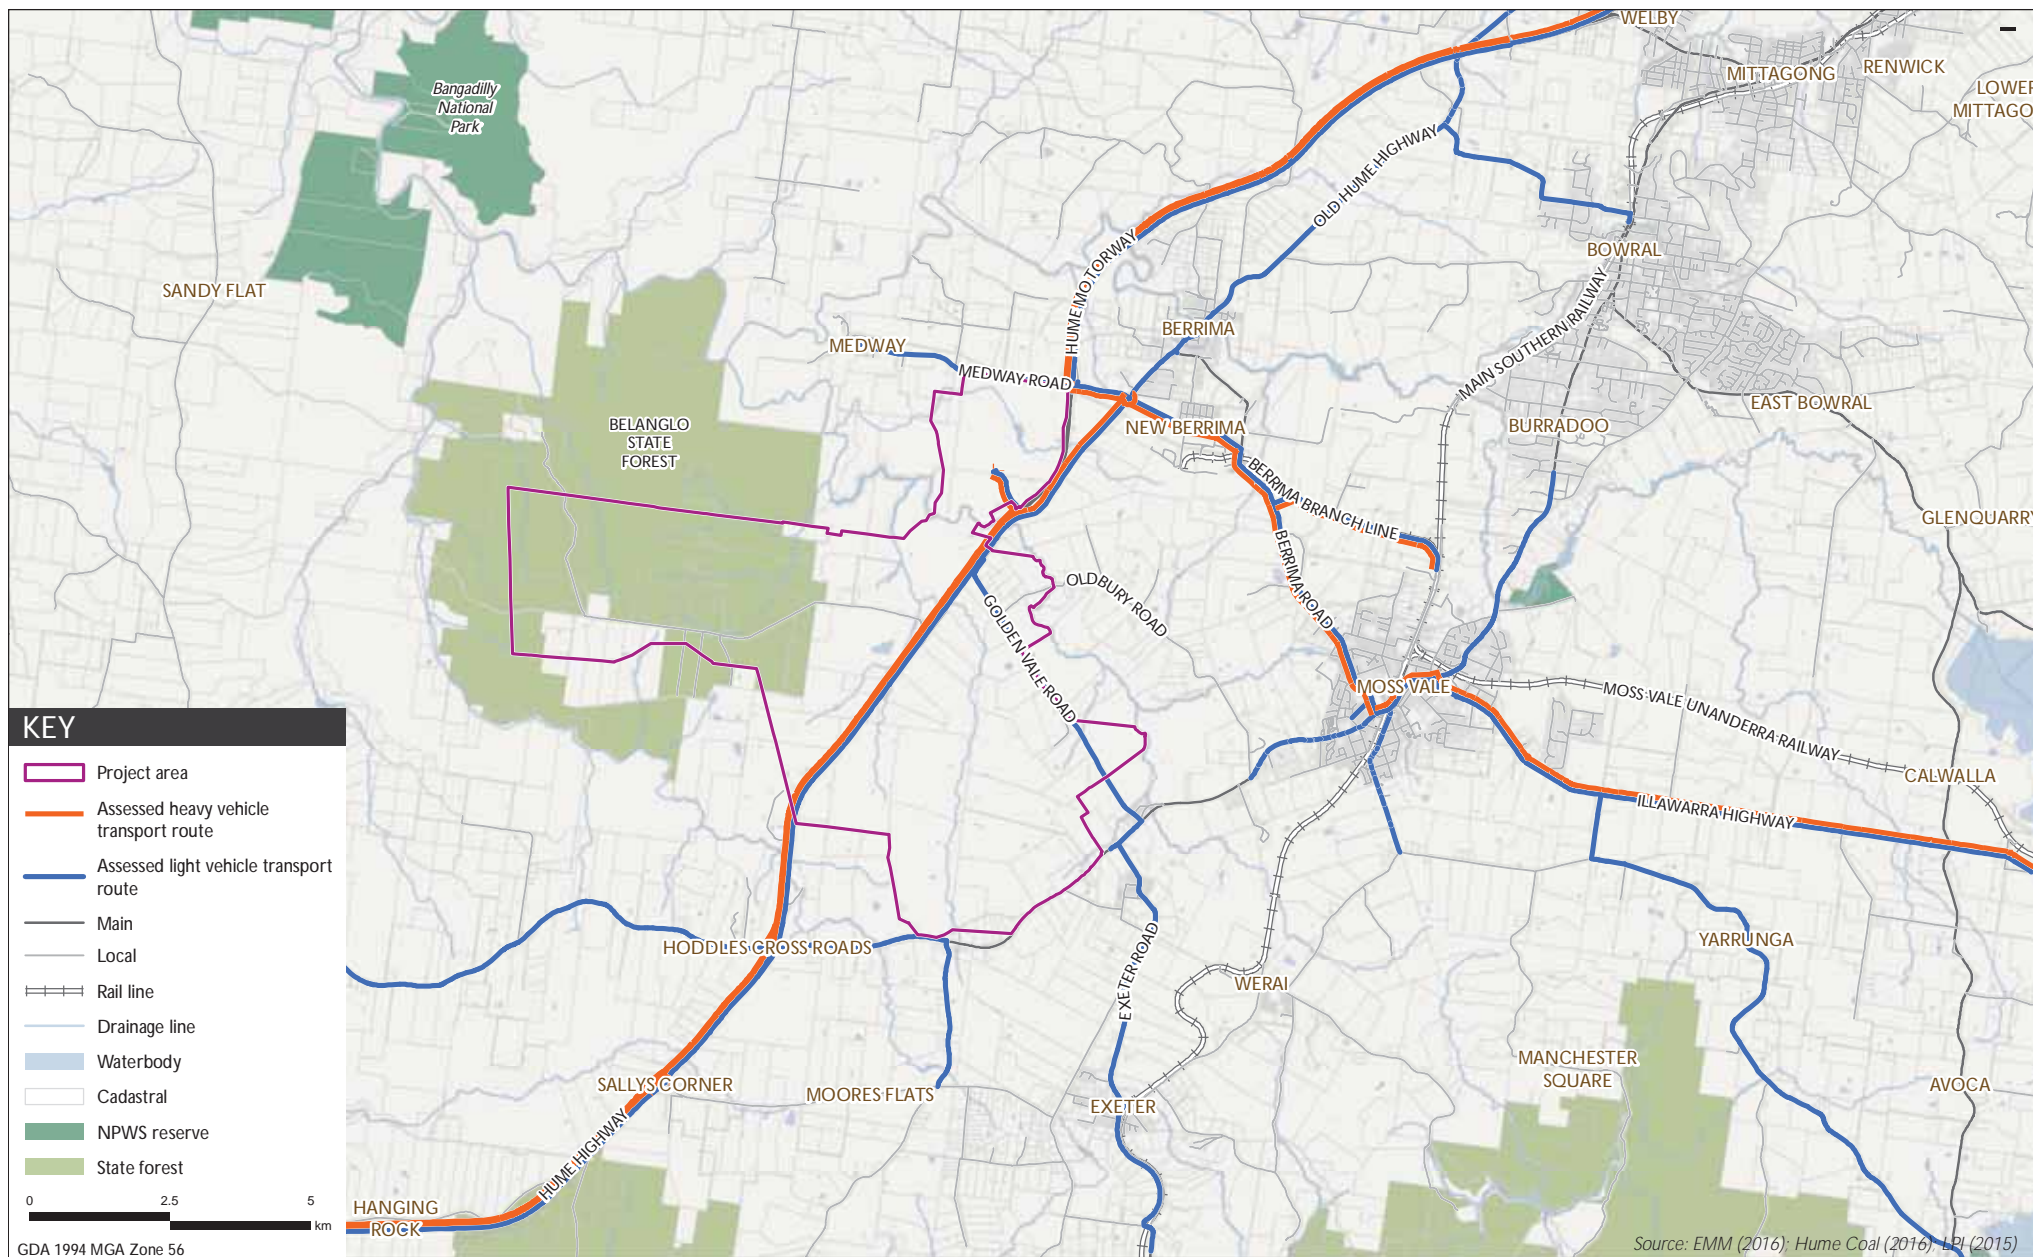 WELBY
MITTAGONG
RENWICK
LOWER
MITTAGO
Bangadilly
National
Park
OLD HUME HIGHWAY
SANDY FLAT
BOWRAL
HUME MOTORWAY
BERRIMA
MEDWAY
MEDWAY ROAD
MAIN SOUTHERN RAILWAY
EAST BOWRAL
BELANGLO
STATE
FOREST
NEW BERRIMA
BURRADOO
BERRIMA BRANCH LINE
GLENQUARRY
BERRIMA ROAD
OLDBURY ROAD
GOLDEN VALE ROAD
MOSS VALE
MOSS VALE UNANDERRA RAILWAY
CALWALLA
ILLAWARRA HIGHWAY
HODDLES CROSS ROADS
YARRUNGA
EXETER ROAD
WERAI
MANCHESTER
SQUARE
SALLYS CORNER
MOORES FLATS
AVOCA
EXETER
HUME HIGHWAY
HANGING
ROCK
KEY
Project area
Assessed heavy vehicle
transport route
Assessed light vehicle transport
route
Main
Local
Rail line
Drainage line
Waterbody
Cadastral
NPWS reserve
State forest
0 2.5 5
km
GDA 1994 MGA Zone 56
Source: EMM (2016); Hume Coal (2016); LPI (2015)